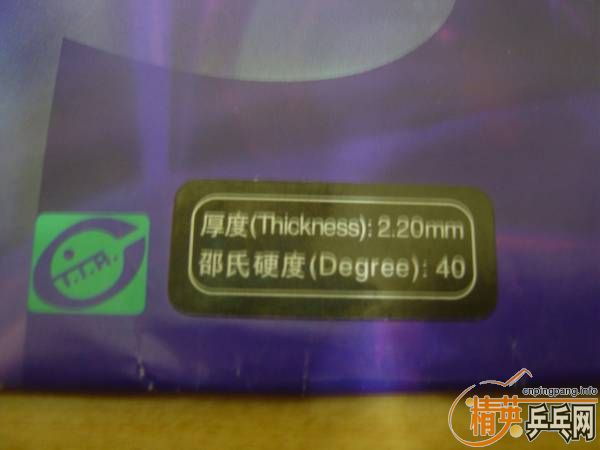 厚度(Thickness): 2.20mm
邵氏硬度(Degree): 40
I.T.A.
cnpingpang.info
精英乒乓网